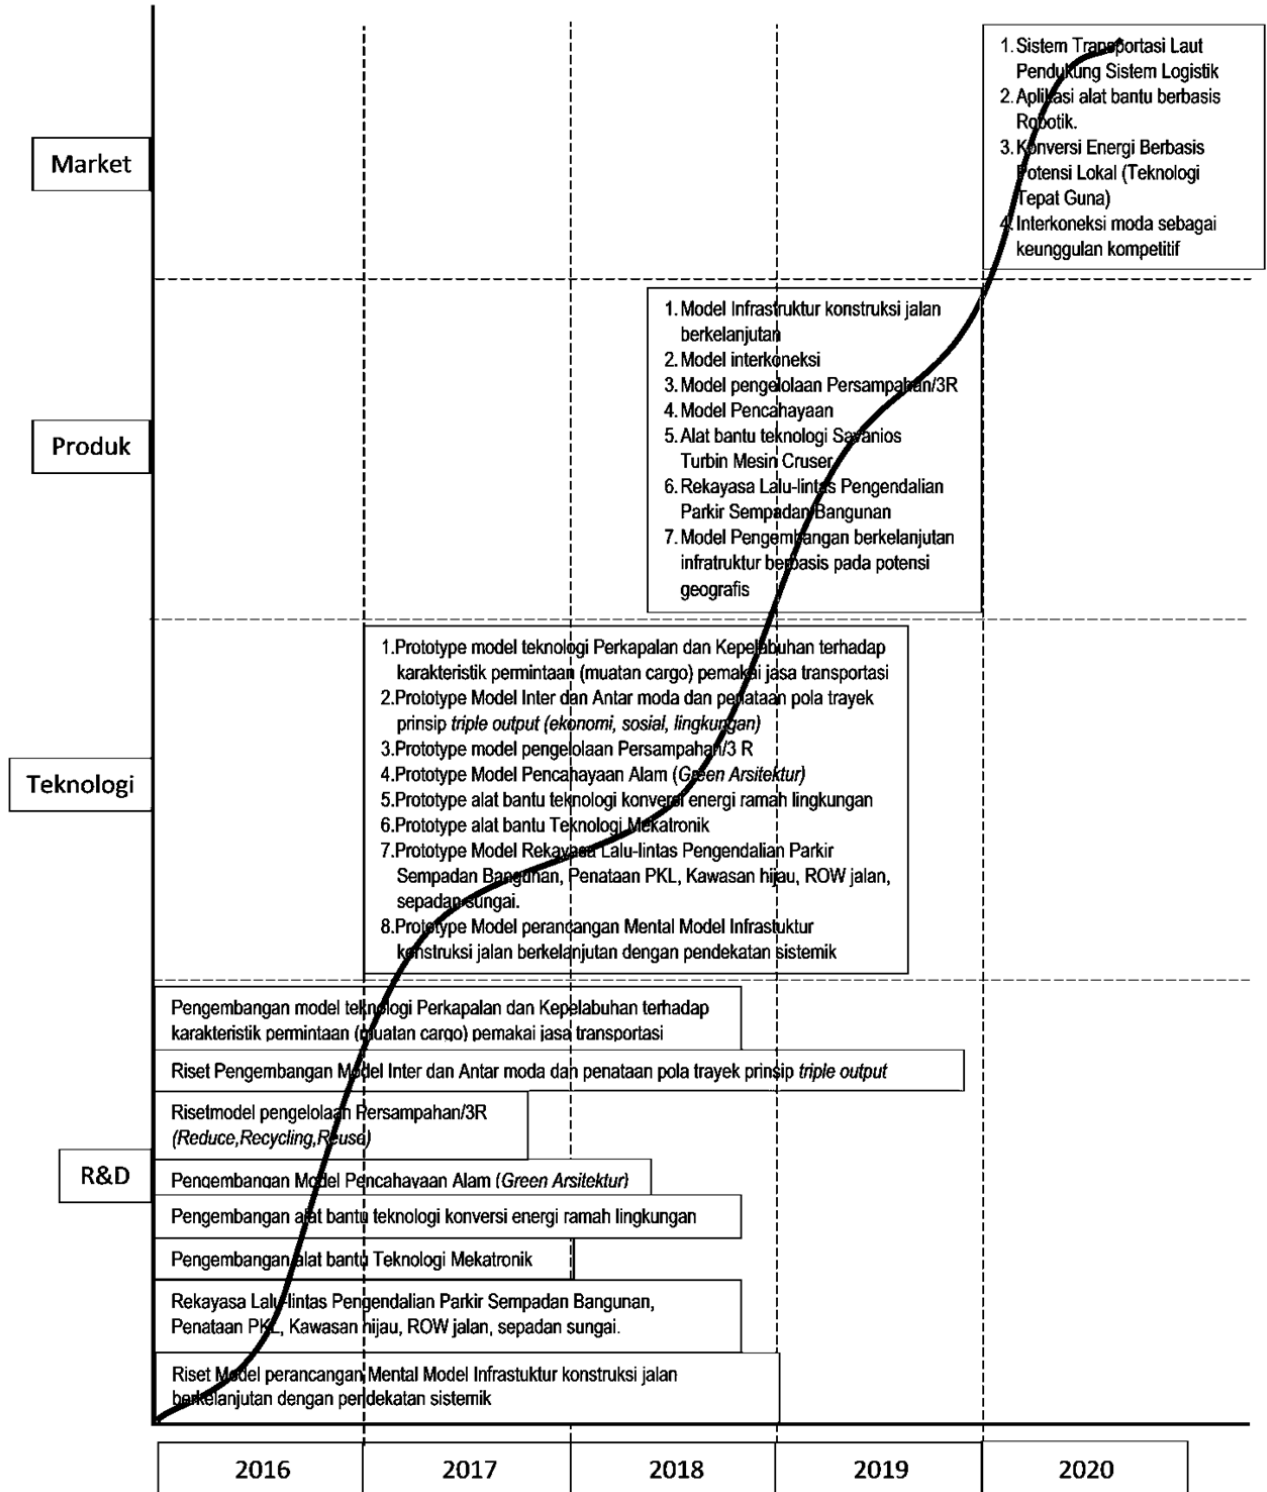 Market
1. Sistem Transportasi Laut
Pendukung Sistem Logistik
2. Aplikasi alat bantu berbasis
Robotik.
3. Konversi Energi Berbasis
Potensi Lokal (Teknologi
Tepat Guna)
4. Interkoneksi moda sebagai
keunggulan kompetitif
Produk
1. Model Infrastruktur konstruksi jalan
berkelanjutan
2. Model interkoneksi
3. Model pengelolaan Persampahan/3R
4. Model Pencahayaan
5. Alat bantu teknologi Savanios
Turbin Mesin Cruser
6. Rekayasa Lalu-lintas Pengendalian
Parkir Sempadan Bangunan
7. Model Pengembangan berkelanjutan
infratruktur berbasis pada potensi
geografis
Teknologi
1.Prototype model teknologi Perkapalan dan Kepelabuhan terhadap
karakteristik permintaan (muatan cargo) pemakai jasa transportasi
2.Prototype Model Inter dan Antar moda dan penataan pola trayek
prinsip triple output (ekonomi, sosial, lingkungan)
3.Prototype model pengelolaan Persampahan/3 R
4.Prototype Model Pencahayaan Alam (Green Arsitektur)
5.Prototype alat bantu teknologi konversi energi ramah lingkungan
6.Prototype alat bantu Teknologi Mekatronik
7.Prototype Model Rekayasa Lalu-lintas Pengendalian Parkir
Sempadan Bangunan, Penataan PKL, Kawasan hijau, ROW jalan,
sepadan sungai.
8.Prototype Model perancangan Mental Model Infrastuktur
konstruksi jalan berkelanjutan dengan pendekatan sistemik
R&D
Pengembangan model teknologi Perkapalan dan Kepelabuhan terhadap
karakteristik permintaan (muatan cargo) pemakai jasa transportasi
Riset Pengembangan Model Inter dan Antar moda dan penataan pola trayek prinsip triple output
Risetmodel pengelolaan Persampahan/3R
(Reduce,Recycling,Reuse)
Pengembangan Model Pencahayaan Alam (Green Arsitektur)
Pengembangan alat bantu teknologi konversi energi ramah lingkungan
Pengembangan alat bantu Teknologi Mekatronik
Rekayasa Lalu-lintas Pengendalian Parkir Sempadan Bangunan,
Penataan PKL, Kawasan hijau, ROW jalan, sepadan sungai.
Riset Model perancangan Mental Model Infrastuktur konstruksi jalan
berkelanjutan dengan pendekatan sistemik
2016 2017 2018 2019 2020